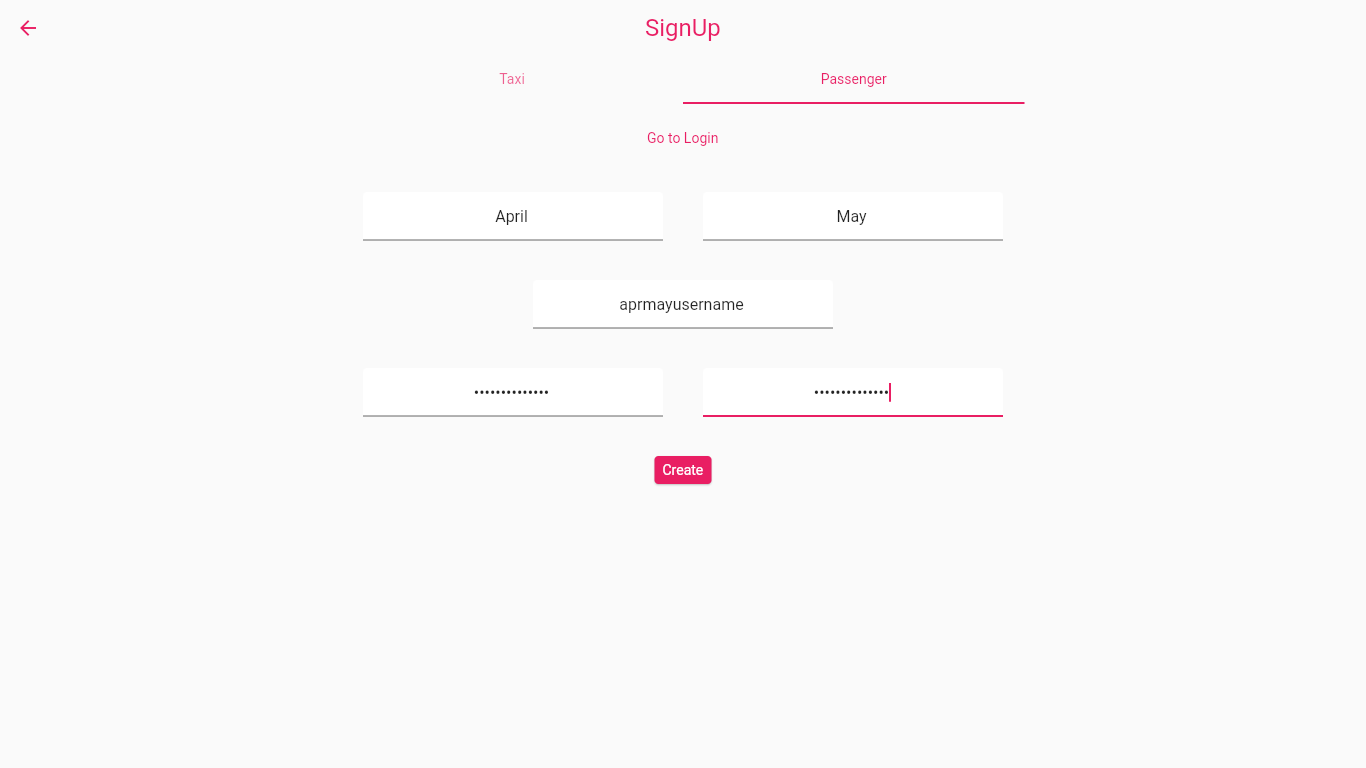 SignUp
Taxi
Passenger
Go to Login
April
May
aprmayusername
••••••••••••••
••••••••••••••
Create